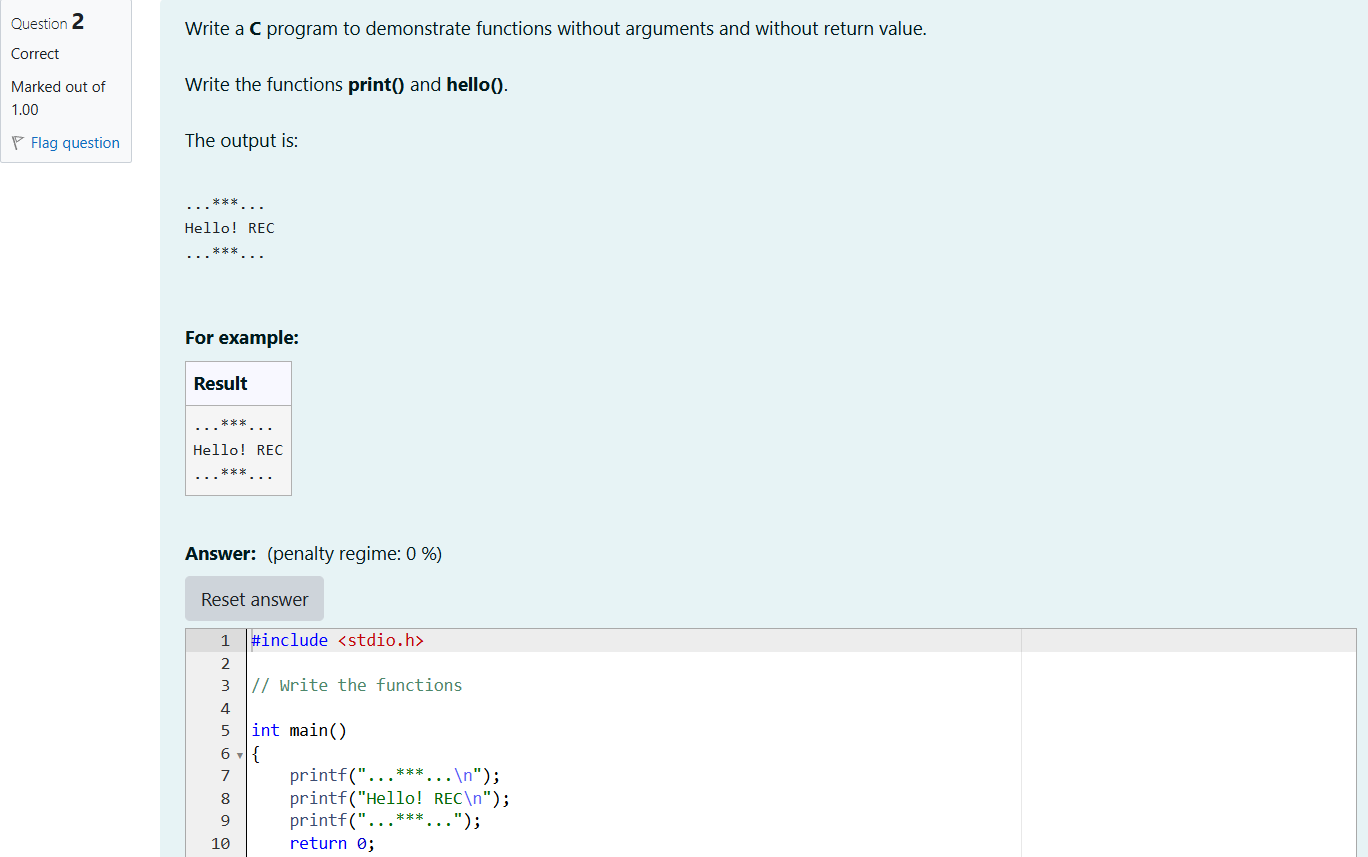 Question 2
Correct
Marked out of
1.00
Flag question
Write a C program to demonstrate functions without arguments and without return value.
Write the functions print() and hello().
The output is:
...***...
Hello! REC
...***...
For example:
Result
...***...
Hello! REC
...***...
Answer: (penalty regime: 0 %)
Reset answer
1 #include <stdio.h>
2
3 // Write the functions
4
5 int main()
6 {
7     printf("...***...\n");
8     printf("Hello! REC\n");
9     printf("...***...");
10     return 0;